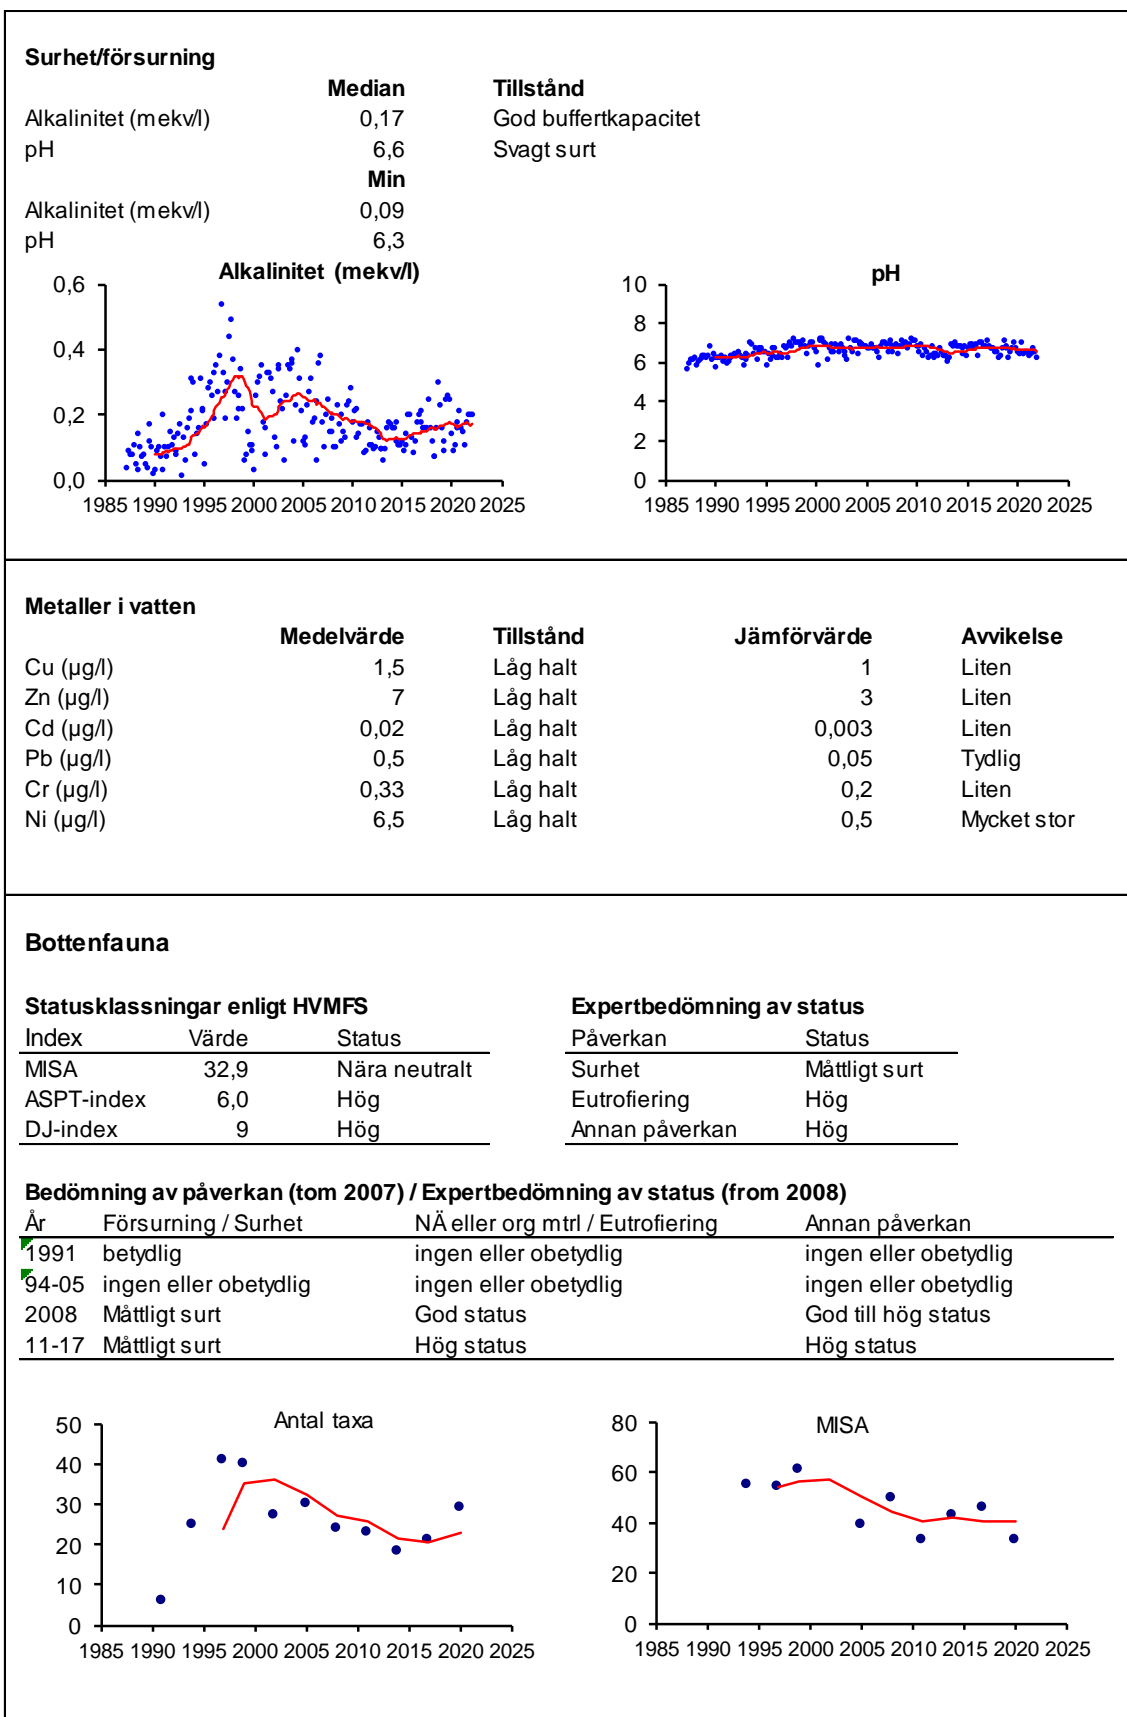 Surhet/försurning
Median Tillstånd
Alkalinitet (mekv/l) 0,17 God buffertkapacitet
pH 6,6 Svagt surt
Min
Alkalinitet (mekv/l) 0,09
pH 6,3
Alkalinitet (mekv/l)
0,6
0,4
0,2
0,0
1985 1990 1995 2000 2005 2010 2015 2020 2025
pH
10
8
6
4
2
0
1985 1990 1995 2000 2005 2010 2015 2020 2025
Metaller i vatten
Medelvärde Tillstånd Jämförvärde Avvikelse
Cu (µg/l) 1,5 Låg halt 1 Liten
Zn (µg/l) 7 Låg halt 3 Liten
Cd (µg/l) 0,02 Låg halt 0,003 Liten
Pb (µg/l) 0,5 Låg halt 0,05 Tydlig
Cr (µg/l) 0,33 Låg halt 0,2 Liten
Ni (µg/l) 6,5 Låg halt 0,5 Mycket stor
Bottenfauna
Statusklassningar enligt HVMFS
Index Värde Status
MISA 32,9 Nära neutralt
ASPT-index 6,0 Hög
DJ-index 9 Hög
Expertbedömning av status
Påverkan Status
Surhet Måttligt surt
Eutrofiering Hög
Annan påverkan Hög
Bedömning av påverkan (tom 2007) / Expertbedömning av status (from 2008)
År Försurning / Surhet NÄ eller org mtrl / Eutrofiering Annan påverkan
1991 betydlig ingen eller obetydlig ingen eller obetydlig
94-05 ingen eller obetydlig ingen eller obetydlig ingen eller obetydlig
2008 Måttligt surt God status God till hög status
11-17 Måttligt surt Hög status Hög status
Antal taxa
50
40
30
20
10
0
1985 1990 1995 2000 2005 2010 2015 2020 2025
MISA
80
60
40
20
0
1985 1990 1995 2000 2005 2010 2015 2020 2025